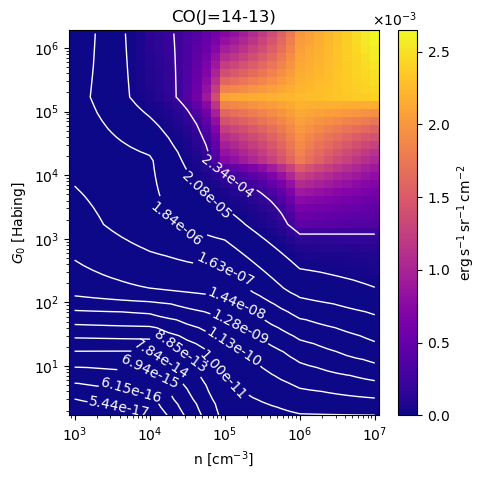 CO(J=14-13)
×10⁻³
10⁶
10⁵
10⁴
10³
10²
10¹
G₀ [Habing]
2.34e-04
2.08e-05
1.84e-06
1.63e-07
1.44e-08
1.28e-09
1.13e-10
1.00e-11
8.85e-13
7.84e-14
6.94e-15
6.15e-16
5.44e-17
10³
10⁴
10⁵
10⁶
10⁷
n [cm⁻³]
2.5
2.0
1.5
1.0
0.5
0.0
erg s⁻¹ sr⁻¹ cm⁻²